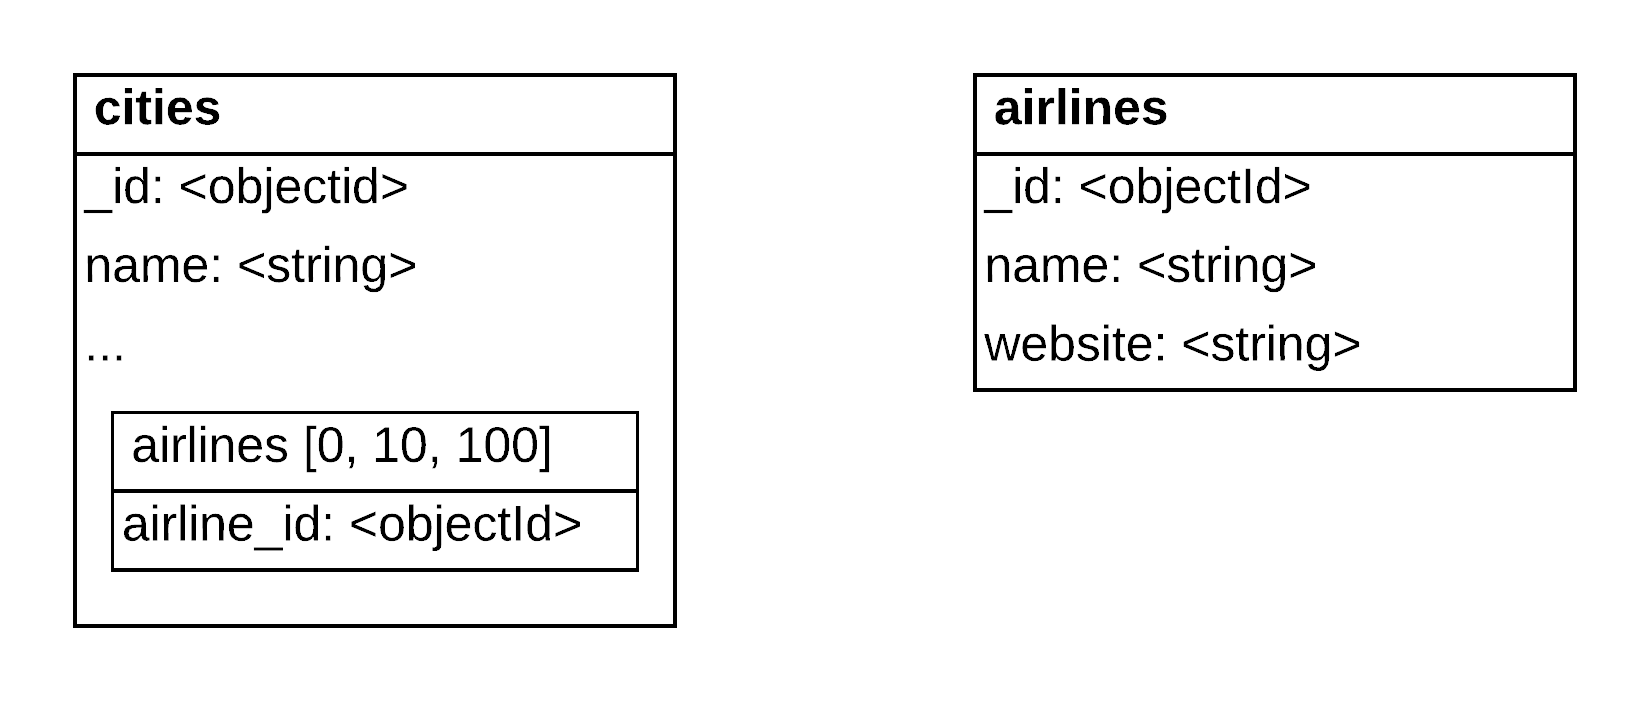 cities
_id: <objectid>
name: <string>
...
airlines [0, 10, 100]
airline_id: <objectId>
airlines
_id: <objectId>
name: <string>
website: <string>